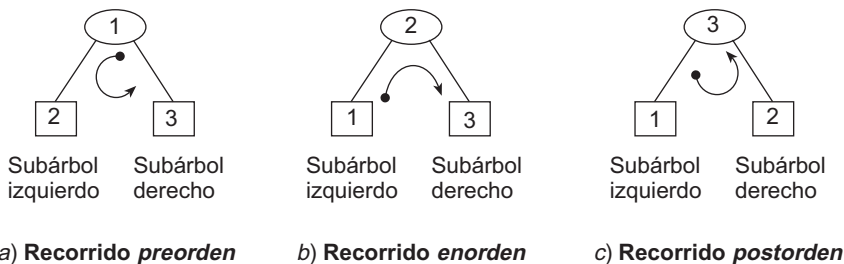 1
2
3
Subárbol
izquierdo
Subárbol
derecho
a) Recorrido preorden
2
1
3
Subárbol
izquierdo
Subárbol
derecho
b) Recorrido enorden
3
1
2
Subárbol
izquierdo
Subárbol
derecho
c) Recorrido postorden